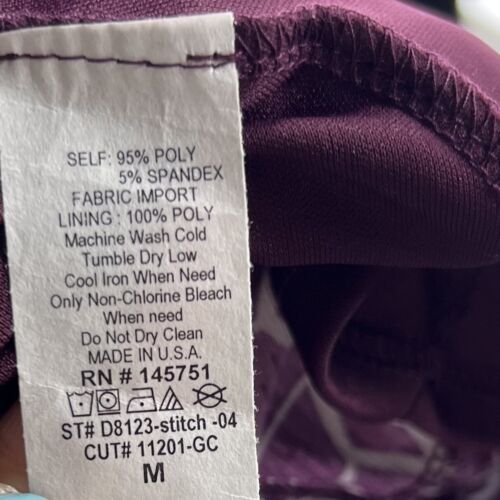 SELF: 95% POLY
5% SPANDEX
FABRIC IMPORT
LINING : 100% POLY
Machine Wash Cold
Tumble Dry Low
Cool Iron When Need
Only Non-Chlorine Bleach
When need
Do Not Dry Clean
MADE IN U.S.A.
RN # 145751
ST# D8123-stitch -04
CUT# 11201-GC
M